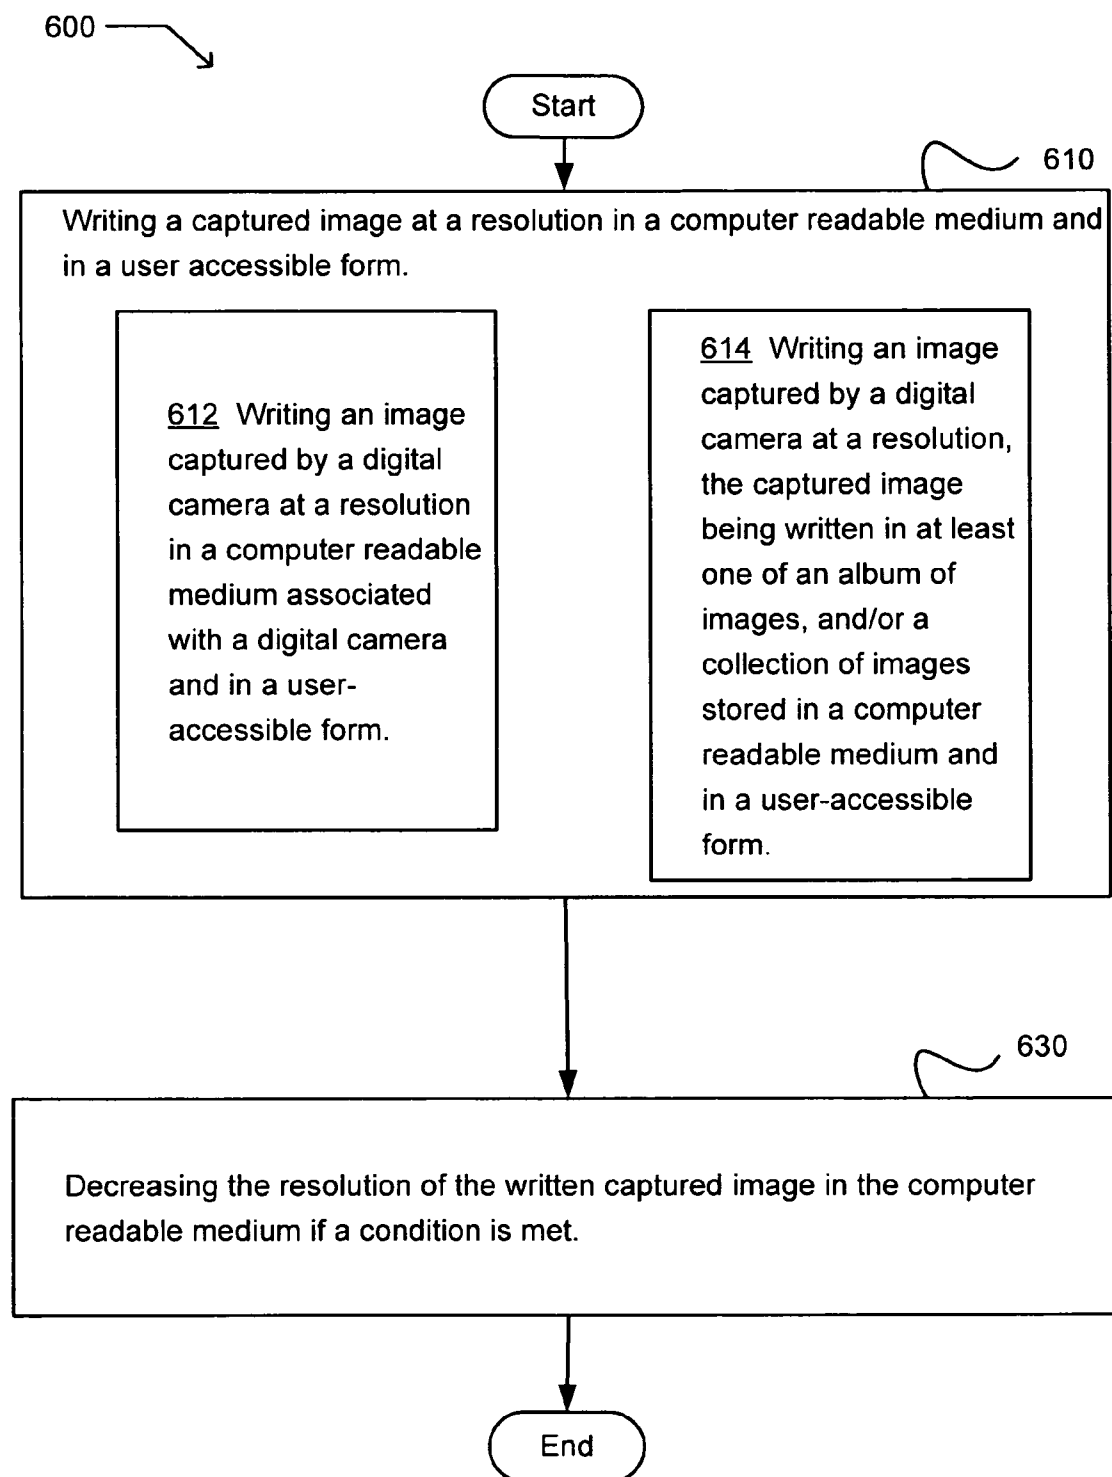 600
Start
610
Writing a captured image at a resolution in a computer readable medium and
in a user accessible form.
612 Writing an image
captured by a digital
camera at a resolution
in a computer readable
medium associated
with a digital camera
and in a user-
accessible form.
614 Writing an image
captured by a digital
camera at a resolution,
the captured image
being written in at least
one of an album of
images, and/or a
collection of images
stored in a computer
readable medium and
in a user-accessible
form.
630
Decreasing the resolution of the written captured image in the computer
readable medium if a condition is met.
End